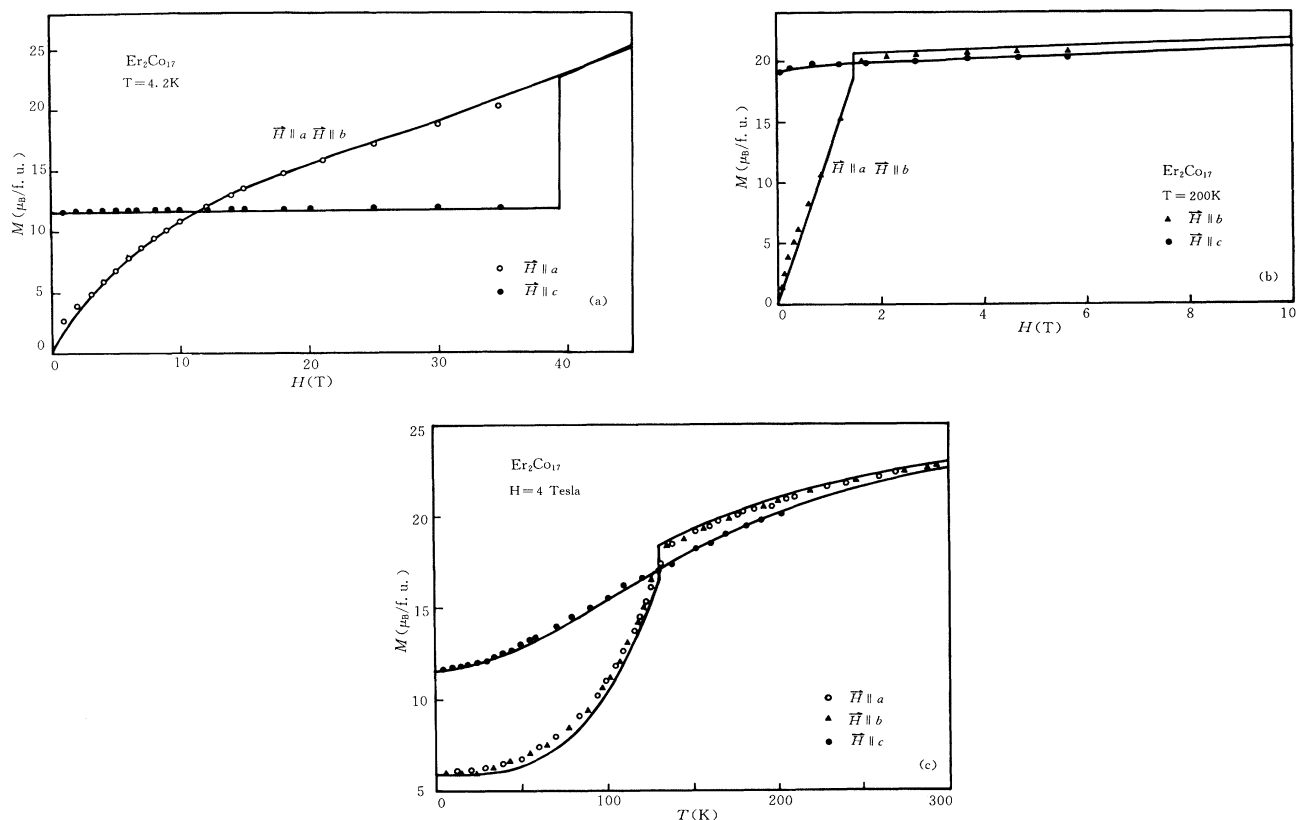 25
20
15
10
5
0
M(μB/f. u.)
Er₂Co₁₇
T=4. 2K
H⃗ ∥ a H⃗ ∥ b
H⃗ ∥ a
H⃗ ∥ c
(a)
0 10 20 30 40
H(T)
20
15
10
5
0
M(μB/f. u.)
H⃗ ∥ a H⃗ ∥ b
Er₂Co₁₇
T=200K
H⃗ ∥ b
H⃗ ∥ c
(b)
0 2 4 6 8 10
H(T)
25
20
15
10
5
M(μB/f. u.)
Er₂Co₁₇
H=4 Tesla
H⃗ ∥ a
H⃗ ∥ b
H⃗ ∥ c
(c)
0 100 200 300
T(K)